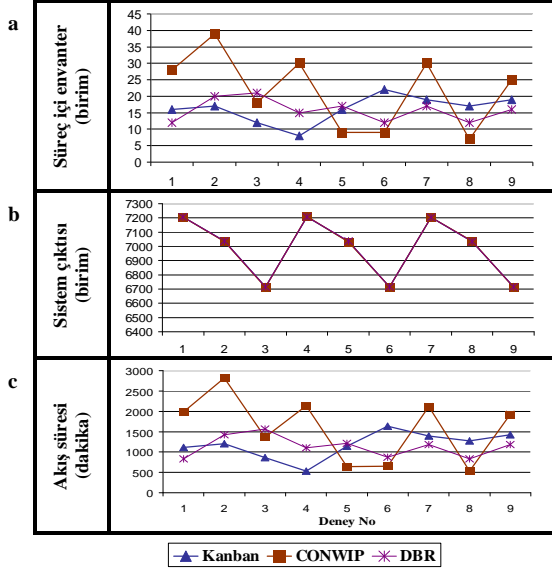 a
Süreç içi envanter
(birim)
45
40
35
30
25
20
15
10
5
0
1 2 3 4 5 6 7 8 9
b
Sistem çıktısı
(birim)
7300
7200
7100
7000
6900
6800
6700
6600
6500
6400
1 2 3 4 5 6 7 8 9
c
Akış süresi
(dakika)
3000
2500
2000
1500
1000
500
0
1 2 3 4 5 6 7 8 9
Deney No
Kanban CONWIP DBR